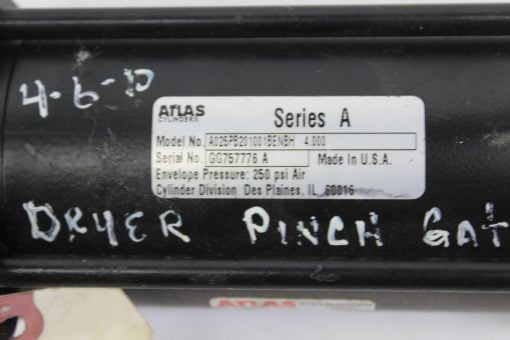 4-6-10
ATLAS
CYLINDERS
Series A
Model No. A025PB201001BENBH 4.000
Serial No. GG757776 A Made In U.S.A.
Envelope Pressure: 250 psi Air
Cylinder Division Des Plaines, IL 60016
DRYER PINCH GAT
ATLAS